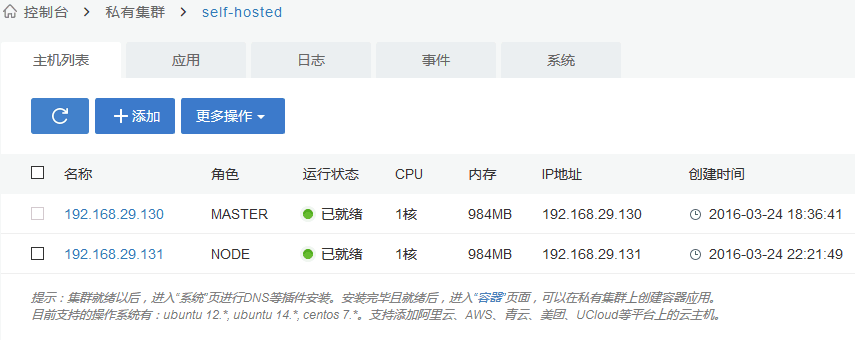 控制台 > 私有集群 > self-hosted
主机列表 应用 日志 事件 系统
添加 更多操作
名称 角色 运行状态 CPU 内存 IP地址 创建时间
192.168.29.130 MASTER 已就绪 1核 984MB 192.168.29.130 2016-03-24 18:36:41
192.168.29.131 NODE 已就绪 1核 984MB 192.168.29.131 2016-03-24 22:21:49
提示：集群就绪以后，进入“系统”页进行DNS等插件安装。安装完毕且就绪后，进入“容器”页面，可以在私有集群上创建容器应用。
目前支持的操作系统有：ubuntu 12.*, ubuntu 14.*, centos 7.*。支持添加阿里云、AWS、青云、美团、UCloud等平台上的云主机。